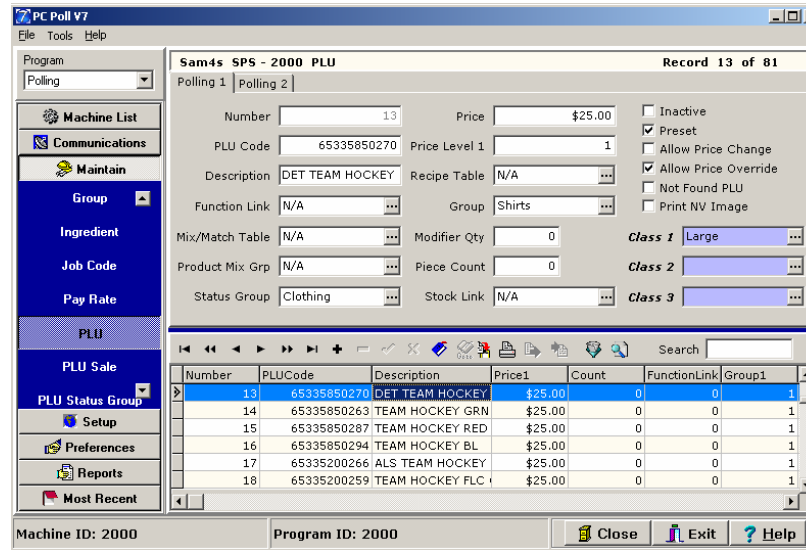 PC Poll V7
File Tools Help
Program
Polling
Machine List
Communications
Maintain
Group
Ingredient
Job Code
Pay Rate
PLU
PLU Sale
PLU Status Group
Setup
Preferences
Reports
Most Recent
Sam4s SPS - 2000 PLU Record 13 of 81
Polling 1 Polling 2
Number 13 Price $25.00 Inactive
Preset
PLU Code 65335850270 Price Level 1 1 Allow Price Change
Description DET TEAM HOCKEY Recipe Table N/A ... Allow Price Override
Not Found PLU
Function Link N/A ... Group Shirts ... Print NV Image
Mix/Match Table N/A ... Modifier Qty 0 Class 1 Large ...
Product Mix Grp N/A ... Piece Count 0 Class 2 ...
Status Group Clothing ... Stock Link N/A ... Class 3 ...
Search
Number PLUCode Description Price1 Count FunctionLink Group1
13 65335850270 DET TEAM HOCKEY $25.00 0 0 1
14 65335850263 TEAM HOCKEY GRN $25.00 0 0 1
15 65335850287 TEAM HOCKEY RED $25.00 0 0 1
16 65335850294 TEAM HOCKEY BL $25.00 0 0 1
17 65335200266 ALS TEAM HOCKEY $25.00 0 0 1
18 65335200259 TEAM HOCKEY FLC $25.00 0 0 1
Machine ID: 2000 Program ID: 2000 Close Exit Help